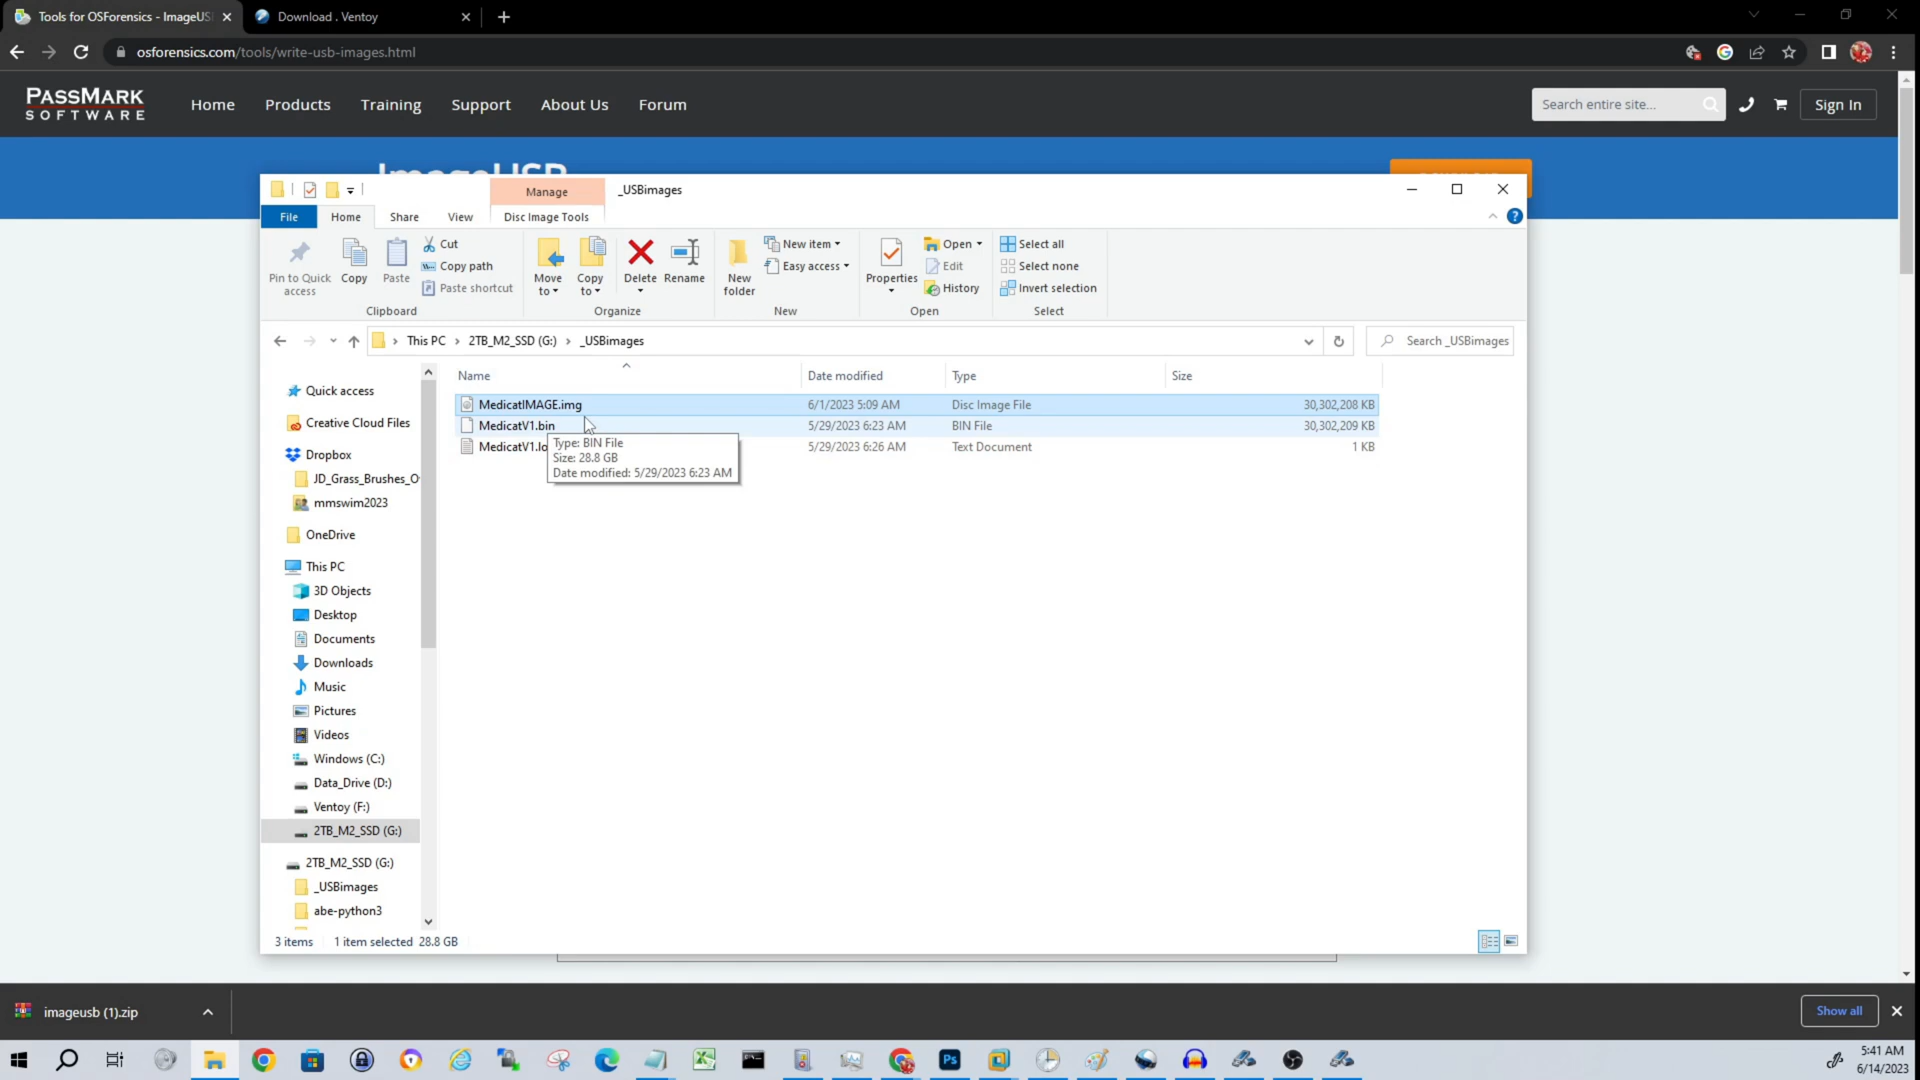 Tools for OSForensics - ImageUS
Download . Ventoy
osforensics.com/tools/write-usb-images.html
PASSMARK
SOFTWARE
Home
Products
Training
Support
About Us
Forum
Search entire site...
Sign In
ImageUSB
Manage
_USBimages
File
Home
Share
View
Disc Image Tools
Pin to Quick
access
Copy
Paste
Cut
Copy path
Paste shortcut
Clipboard
Move
to
Copy
to
Delete
Rename
Organize
New
folder
New item
Easy access
New
Properties
Open
Edit
History
Open
Select all
Select none
Invert selection
Select
This PC
2TB_M2_SSD (G:)
_USBimages
Search _USBimages
Name
Date modified
Type
Size
MedicatIMAGE.img
6/1/2023 5:09 AM
Disc Image File
30,302,208 KB
MedicatV1.bin
5/29/2023 6:23 AM
BIN File
30,302,209 KB
MedicatV1.lo
5/29/2023 6:26 AM
Text Document
1 KB
Type: BIN File
Size: 28.8 GB
Date modified: 5/29/2023 6:23 AM
Quick access
Creative Cloud Files
Dropbox
JD_Grass_Brushes_O
mmswim2023
OneDrive
This PC
3D Objects
Desktop
Documents
Downloads
Music
Pictures
Videos
Windows (C:)
Data_Drive (D:)
Ventoy (F:)
2TB_M2_SSD (G:)
2TB_M2_SSD (G:)
_USBimages
abe-python3
3 items
1 item selected 28.8 GB
imageusb (1).zip
Show all
Ps
5:41 AM
6/14/2023